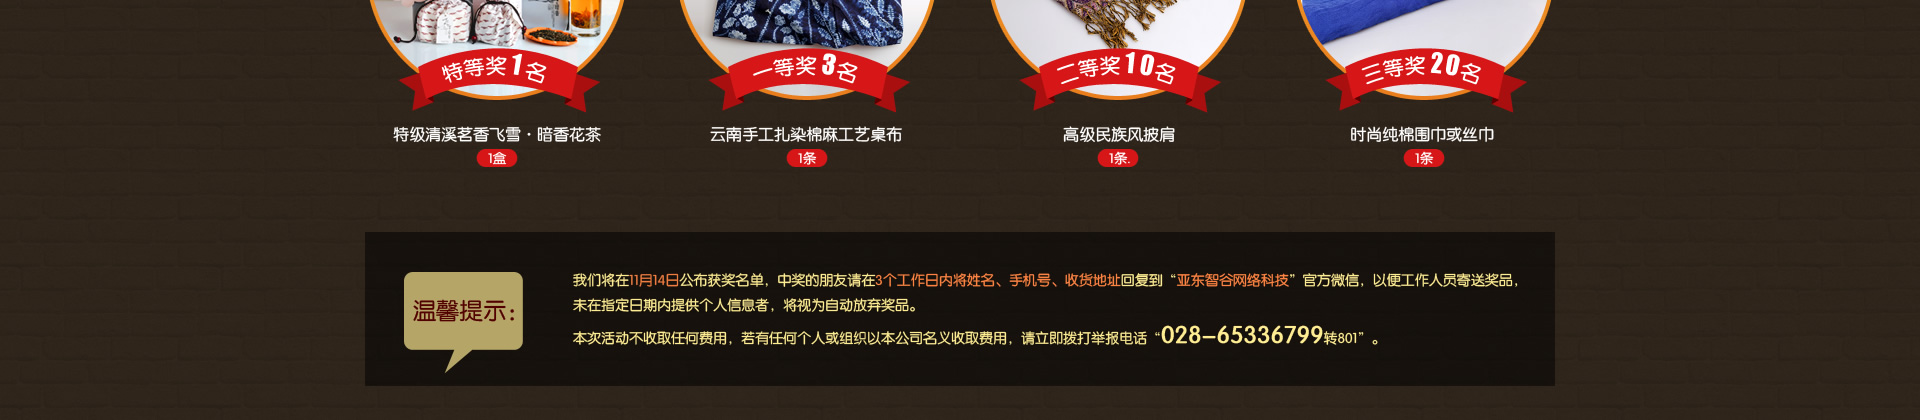 特等奖1名
一等奖3名
二等奖10名
三等奖20名
特级清溪茗香飞雪·暗香花茶
云南手工扎染棉麻工艺桌布
高级民族风披肩
时尚纯棉围巾或丝巾
1盒
1条
1条.
1条
温馨提示:
我们将在11月14日公布获奖名单，中奖的朋友请在3个工作日内将姓名、手机号、收货地址回复到“亚东智谷网络科技”官方微信，以便工作人员寄送奖品，
未在指定日期内提供个人信息者，将视为自动放弃奖品。
本次活动不收取任何费用，若有任何个人或组织以本公司名义收取费用，请立即拨打举报电话“028-65336799转801”。